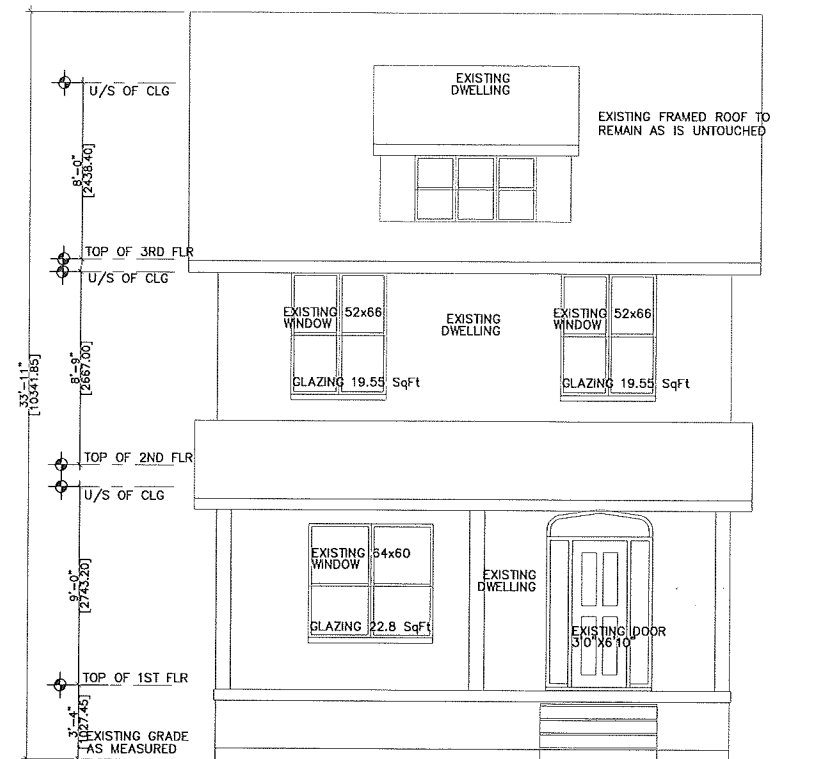 EXISTING
DWELLING
U/S OF CLG
EXISTING FRAMED ROOF TO
REMAIN AS IS UNTOUCHED
8'-0"
[2438.40]
TOP OF 3RD FLR
U/S OF CLG
EXISTING 52x66
WINDOW
EXISTING
DWELLING
EXISTING 52x66
WINDOW
33'-11"
[10341.85]
8'-9"
[2667.00]
GLAZING 19.55 SqFt
GLAZING 19.55 SqFt
TOP OF 2ND FLR
U/S OF CLG
EXISTING 64x60
WINDOW
9'-0"
[2743.20]
EXISTING
DWELLING
GLAZING 22.8 SqFt
EXISTING DOOR
3'0"X6'10"
TOP OF 1ST FLR
3'-4"
[1027.45]
EXISTING GRADE
AS MEASURED